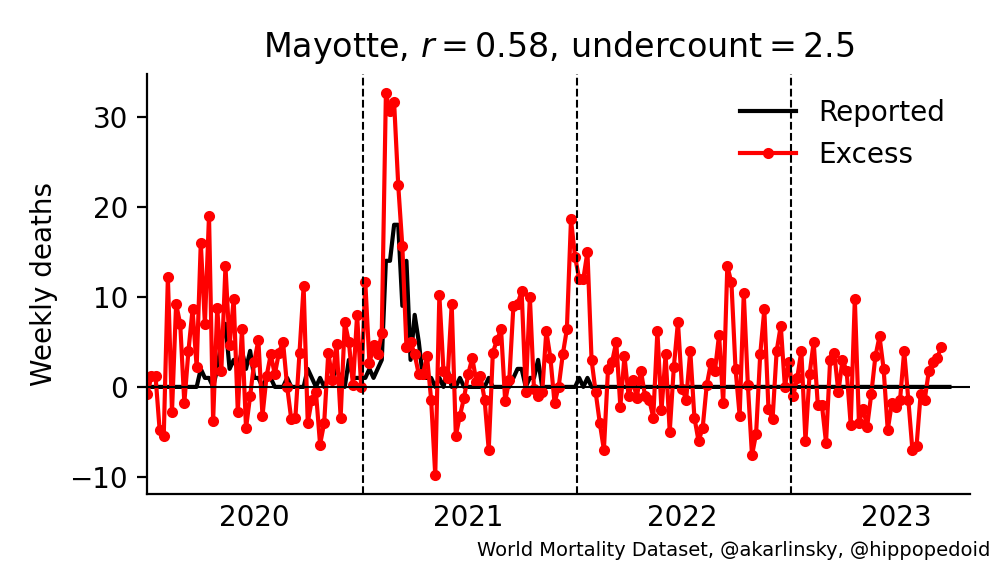 Mayotte, r = 0.58, undercount = 2.5
Weekly deaths
30
20
10
0
−10
Reported
Excess
2020 2021 2022 2023
World Mortality Dataset, @akarlinsky, @hippopedoid